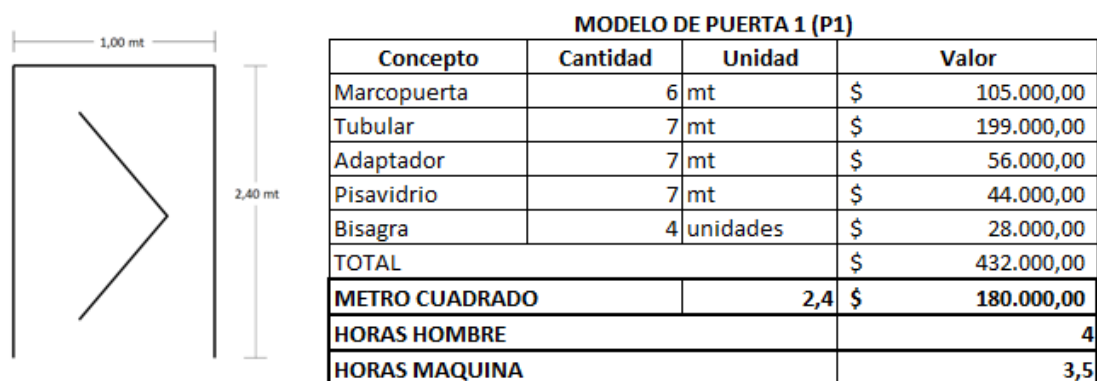 MODELO DE PUERTA 1 (P1)
1,00 mt
2,40 mt
Concepto Cantidad Unidad Valor
Marcopuerta 6 mt $ 105.000,00
Tubular 7 mt $ 199.000,00
Adaptador 7 mt $ 56.000,00
Pisavidrio 7 mt $ 44.000,00
Bisagra 4 unidades $ 28.000,00
TOTAL $ 432.000,00
METRO CUADRADO 2,4 $ 180.000,00
HORAS HOMBRE 4
HORAS MAQUINA 3,5